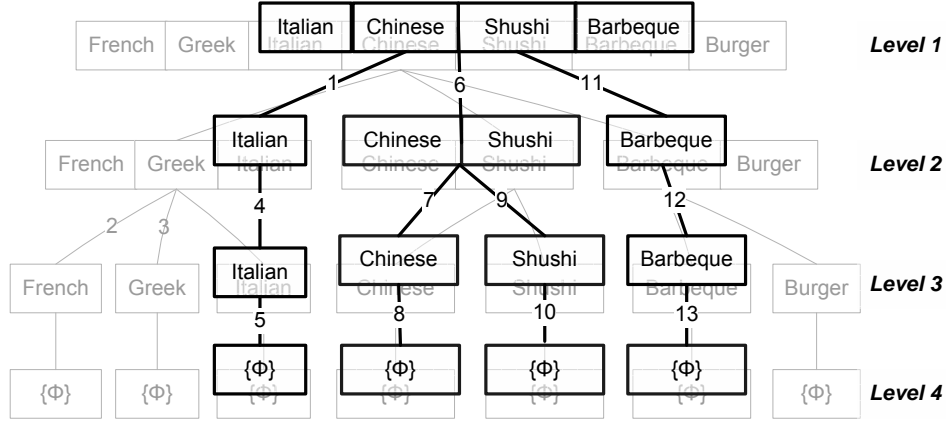 Italian Chinese Shushi Barbeque
French Greek Italian Chinese Shushi Barbeque Burger Level 1
1 6 11
Italian Chinese Shushi Barbeque
French Greek Italian Chinese Shushi Barbeque Burger Level 2
4 7 9 12
2 3
Italian Chinese Shushi Barbeque
French Greek Italian Chinese Shushi Barbeque Burger Level 3
5 8 10 13
{Φ} {Φ} {Φ} {Φ}
{Φ} {Φ} {Φ} {Φ} {Φ} {Φ} {Φ} Level 4